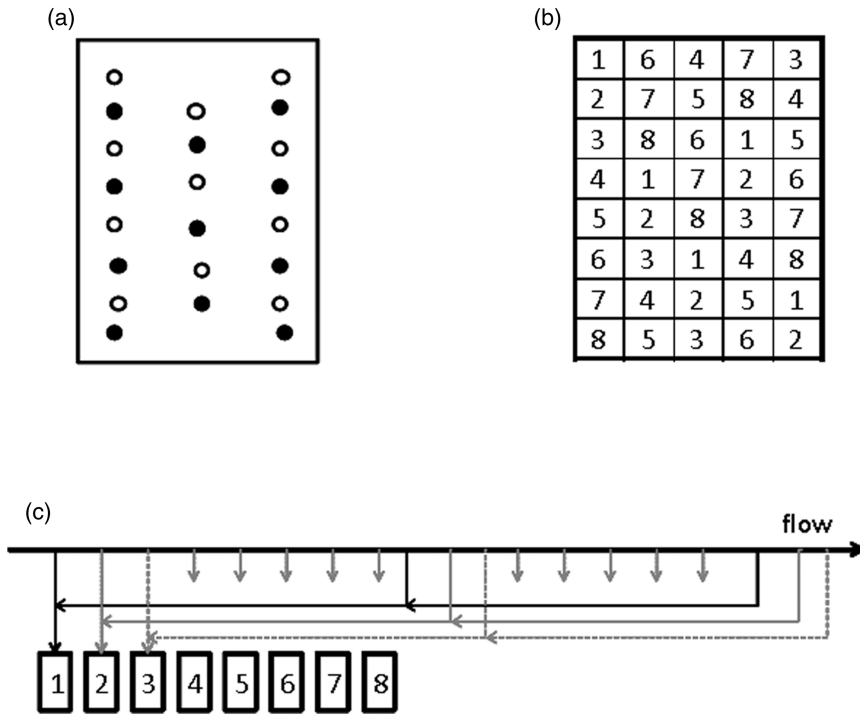 (a)
(b)
1 6 4 7 3
2 7 5 8 4
3 8 6 1 5
4 1 7 2 6
5 2 8 3 7
6 3 1 4 8
7 4 2 5 1
8 5 3 6 2
(c)
flow
1 2 3 4 5 6 7 8